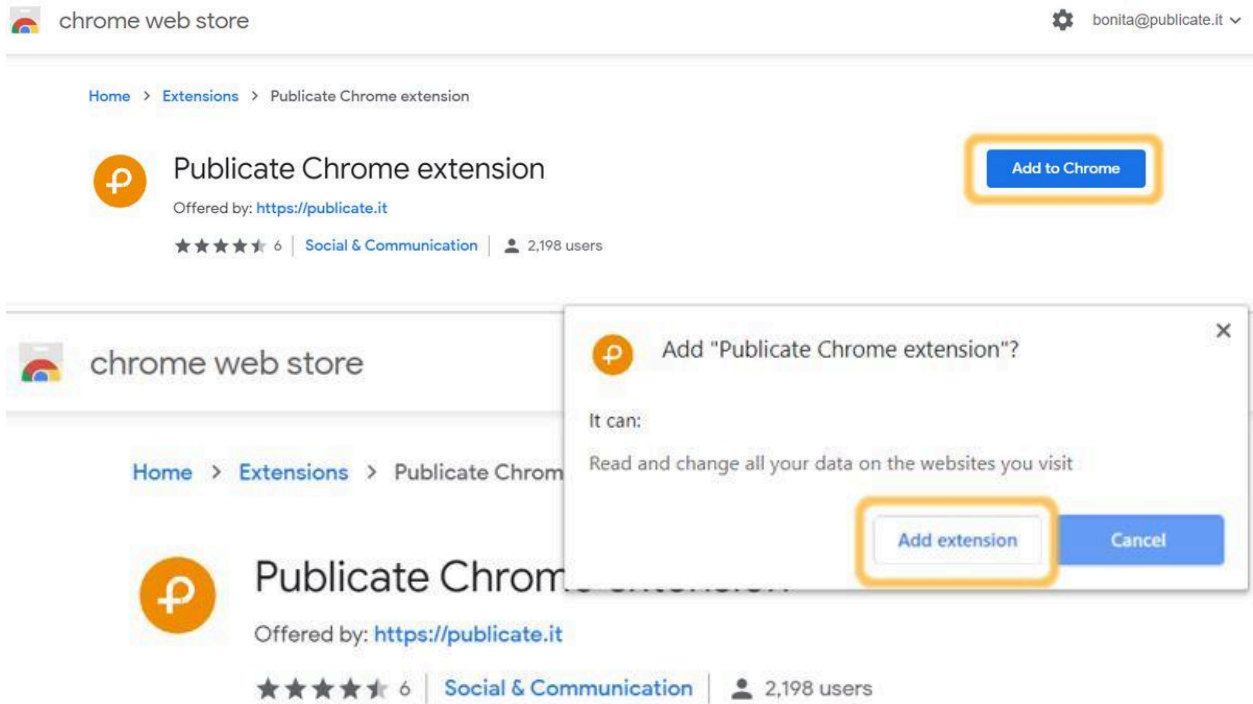 chrome web store
bonita@publicate.it
Home > Extensions > Publicate Chrome extension
Publicate Chrome extension
Add to Chrome
Offered by: https://publicate.it
6 | Social & Communication | 2,198 users
chrome web store
Add "Publicate Chrome extension"?
It can:
Read and change all your data on the websites you visit
Add extension
Cancel
Home > Extensions > Publicate Chrom
Publicate Chrom
Offered by: https://publicate.it
6 | Social & Communication | 2,198 users